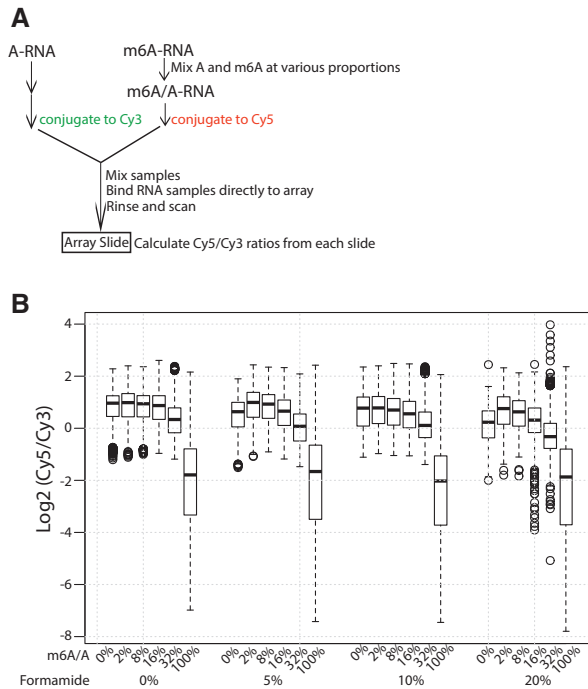 A
A-RNA
m6A-RNA
Mix A and m6A at various proportions
m6A/A-RNA
conjugate to Cy3
conjugate to Cy5
Mix samples
Bind RNA samples directly to array
Rinse and scan
Array Slide Calculate Cy5/Cy3 ratios from each slide
B
Log2 (Cy5/Cy3)
4
2
0
-2
-4
-6
-8
m6A/A 0% 2% 8% 16% 32% 100% 0% 2% 8% 16% 32% 100% 0% 2% 8% 16% 32% 100% 0% 2% 8% 16% 32% 100%
Formamide 0% 5% 10% 20%